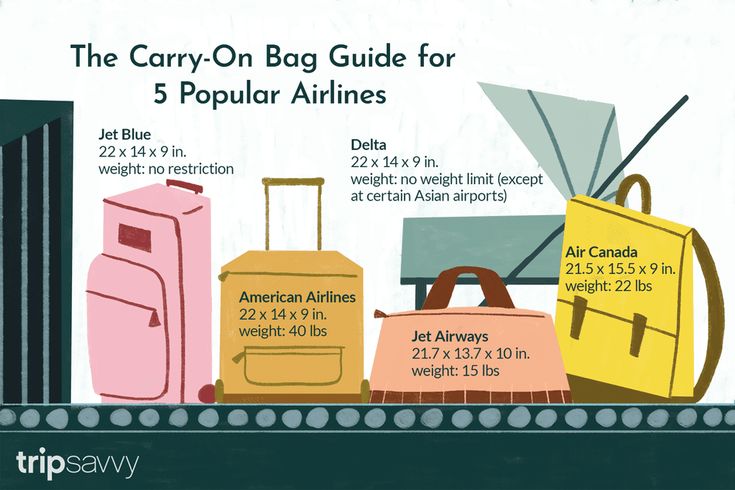 The Carry-On Bag Guide for
5 Popular Airlines
Jet Blue
22 x 14 x 9 in.
weight: no restriction
Delta
22 x 14 x 9 in.
weight: no weight limit (except
at certain Asian airports)
American Airlines
22 x 14 x 9 in.
weight: 40 lbs
Jet Airways
21.7 x 13.7 x 10 in.
weight: 15 lbs
Air Canada
21.5 x 15.5 x 9 in.
weight: 22 lbs
tripsavvy